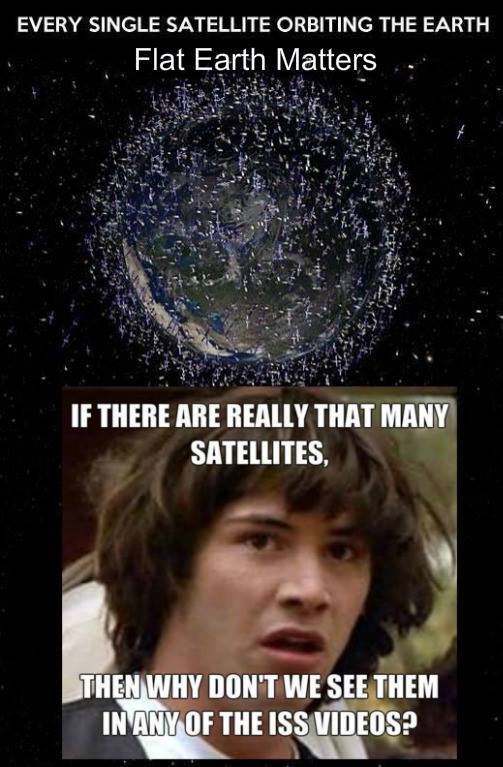 EVERY SINGLE SATELLITE ORBITING THE EARTH
Flat Earth Matters
IF THERE ARE REALLY THAT MANY
SATELLITES,
THEN WHY DON'T WE SEE THEM
IN ANY OF THE ISS VIDEOS?